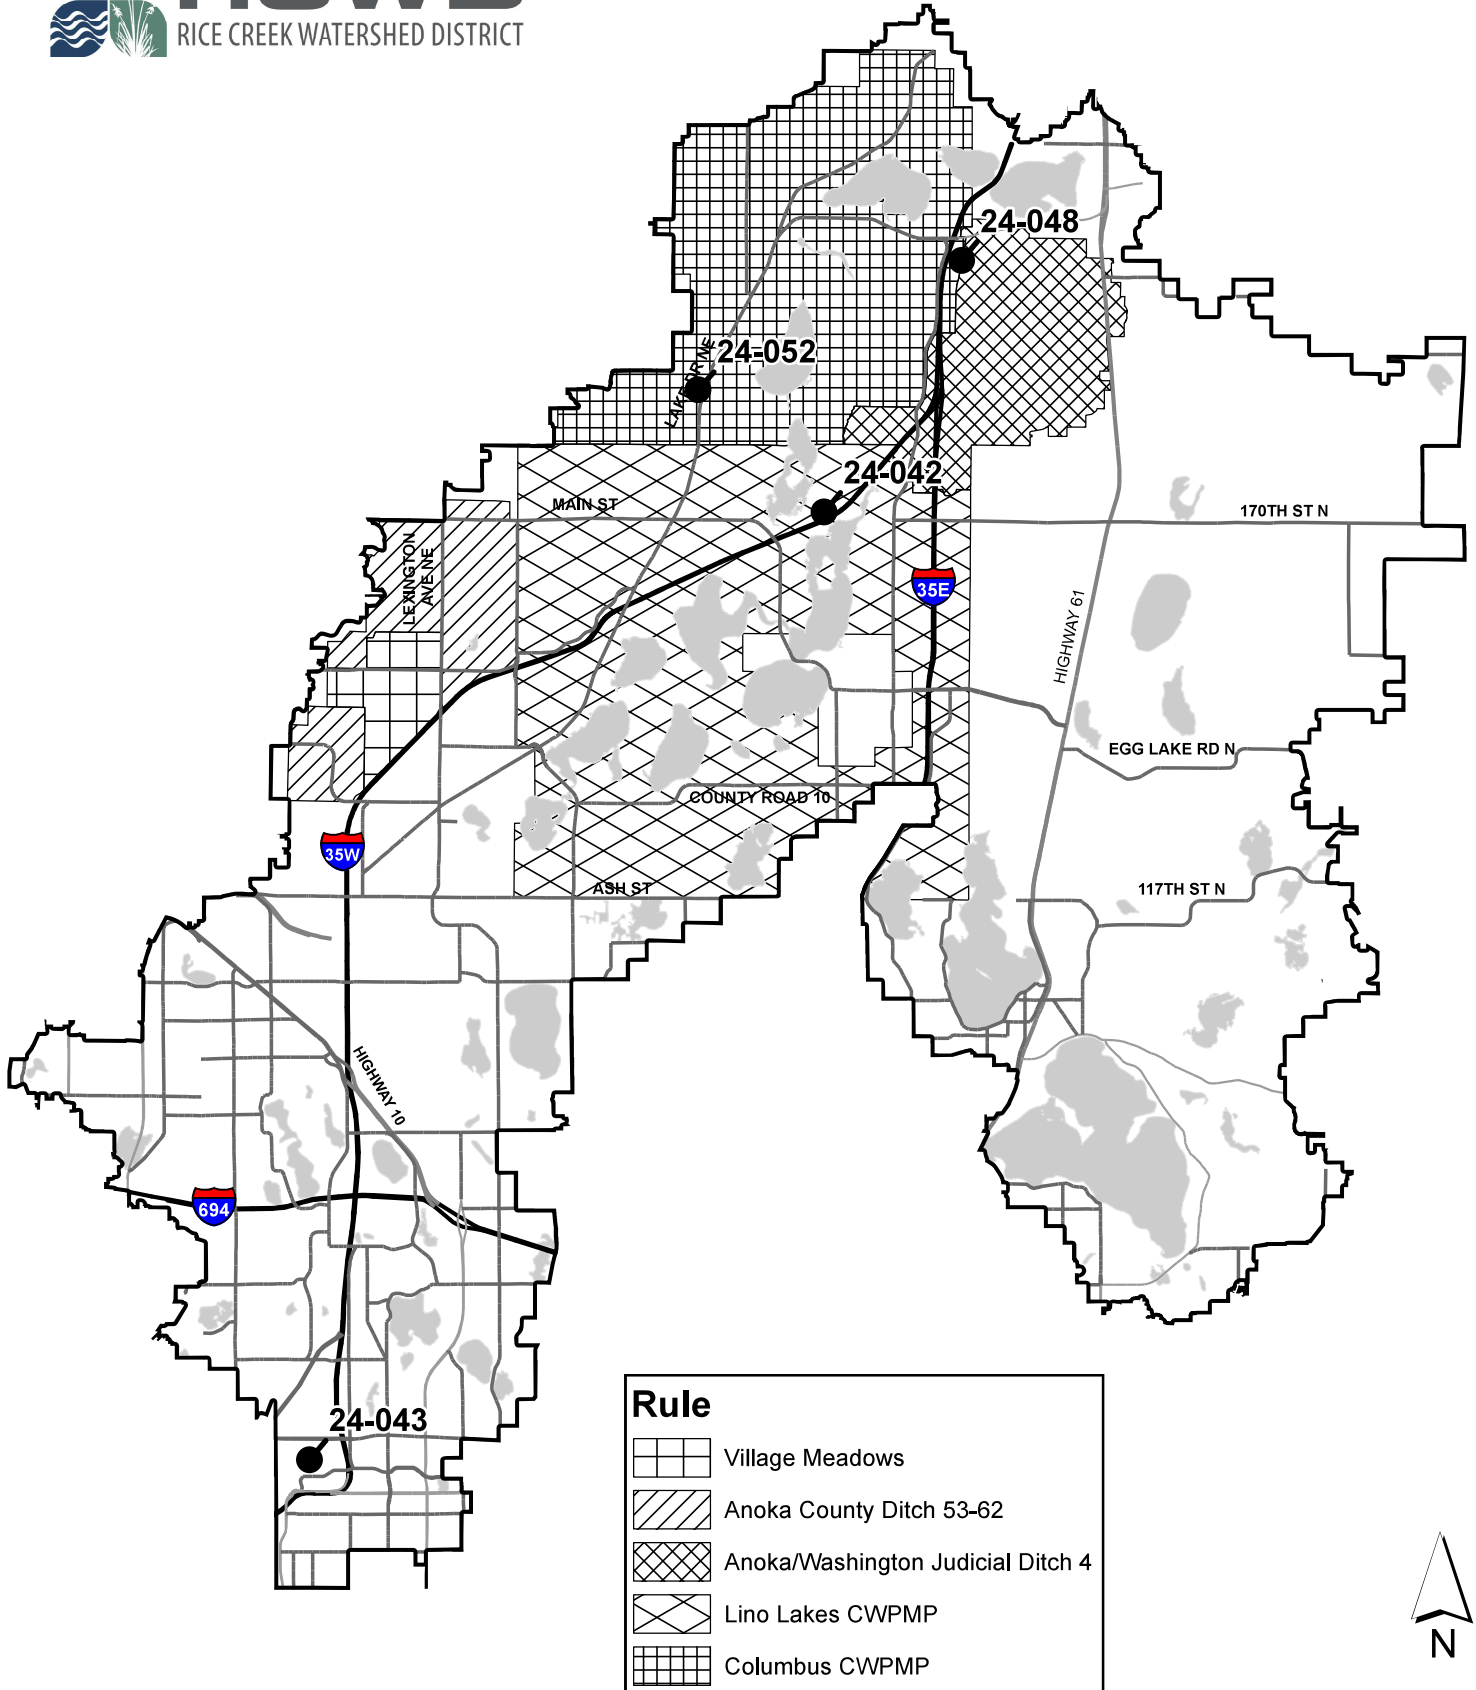 RCWD
RICE CREEK WATERSHED DISTRICT
24-048
24-052
LAKE DR NE
24-042
MAIN ST
170TH ST N
LEXINGTON
AVE NE
35E
HIGHWAY 61
EGG LAKE RD N
COUNTY ROAD 10
35W
ASH ST
117TH ST N
HIGHWAY 10
694
24-043
Rule
Village Meadows
Anoka County Ditch 53-62
Anoka/Washington Judicial Ditch 4
Lino Lakes CWPMP
Columbus CWPMP
N